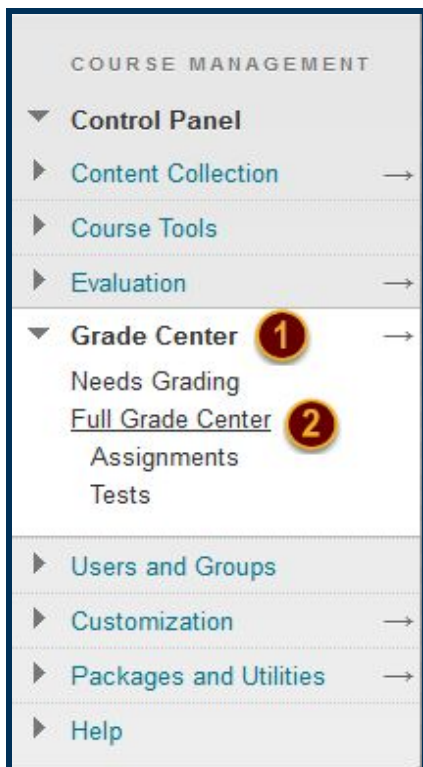 COURSE MANAGEMENT
Control Panel
Content Collection
Course Tools
Evaluation
Grade Center 1
Needs Grading
Full Grade Center 2
Assignments
Tests
Users and Groups
Customization
Packages and Utilities
Help